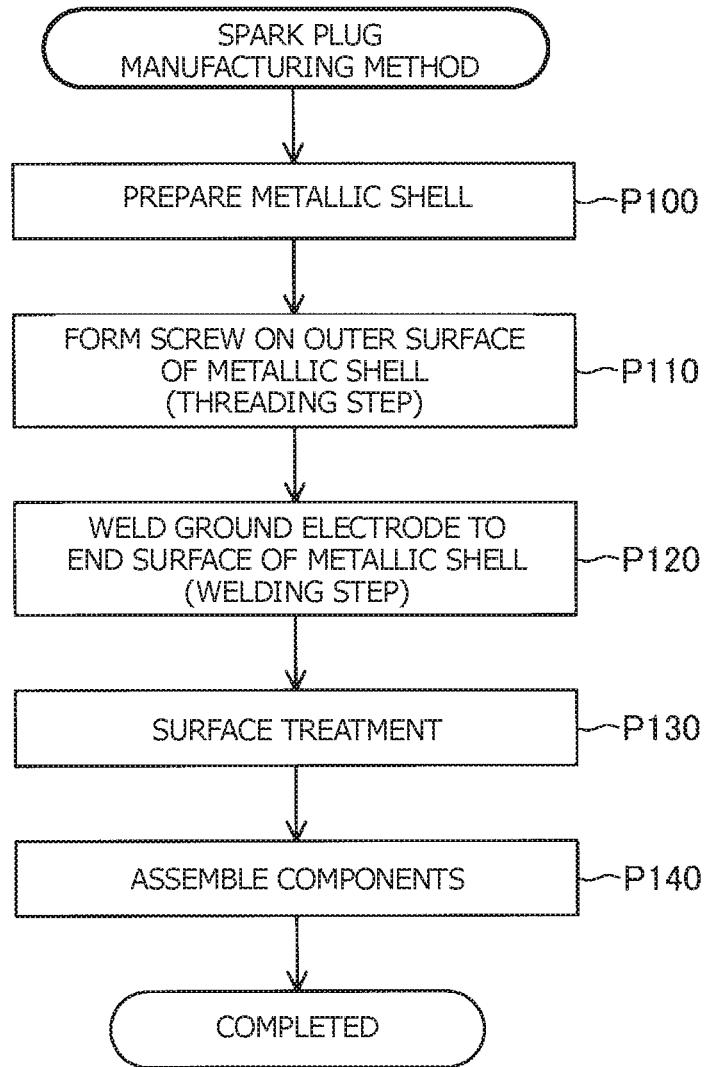 SPARK PLUG
MANUFACTURING METHOD
PREPARE METALLIC SHELL
P100
FORM SCREW ON OUTER SURFACE
OF METALLIC SHELL
(THREADING STEP)
P110
WELD GROUND ELECTRODE TO
END SURFACE OF METALLIC SHELL
(WELDING STEP)
P120
SURFACE TREATMENT
P130
ASSEMBLE COMPONENTS
P140
COMPLETED